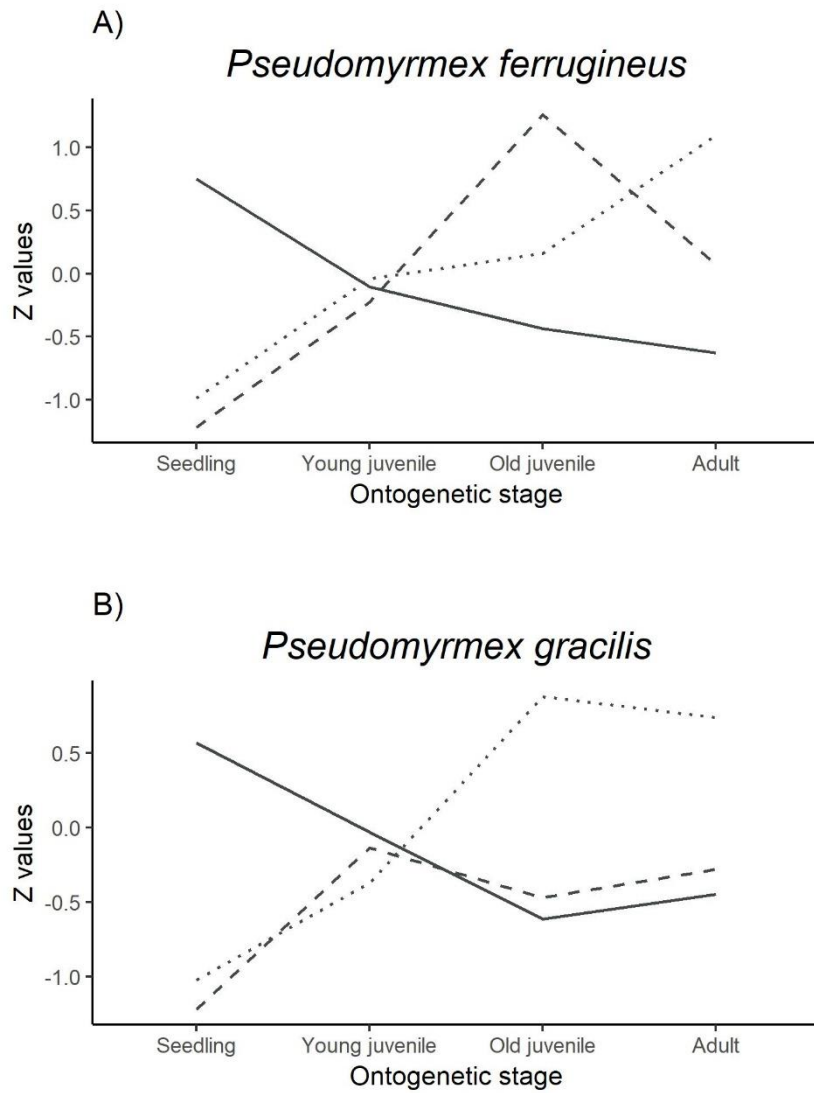 A)
Pseudomyrmex ferrugineus
1.0
0.5
0.0
-0.5
-1.0
Z values
Seedling Young juvenile Old juvenile Adult
Ontogenetic stage
B)
Pseudomyrmex gracilis
0.5
0.0
-0.5
-1.0
Z values
Seedling Young juvenile Old juvenile Adult
Ontogenetic stage